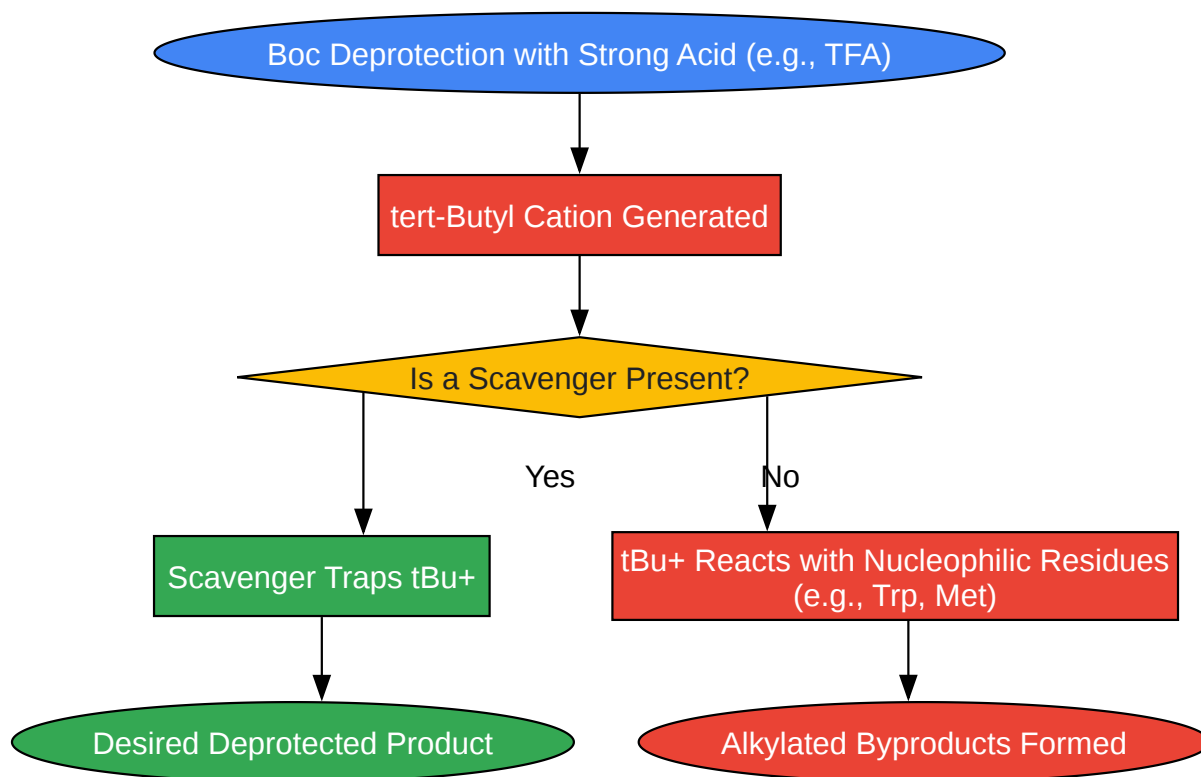 Boc Deprotection with Strong Acid (e.g., TFA)
tert-Butyl Cation Generated
Is a Scavenger Present?
Yes
No
Scavenger Traps tBu+
tBu+ Reacts with Nucleophilic Residues
(e.g., Trp, Met)
Desired Deprotected Product
Alkylated Byproducts Formed